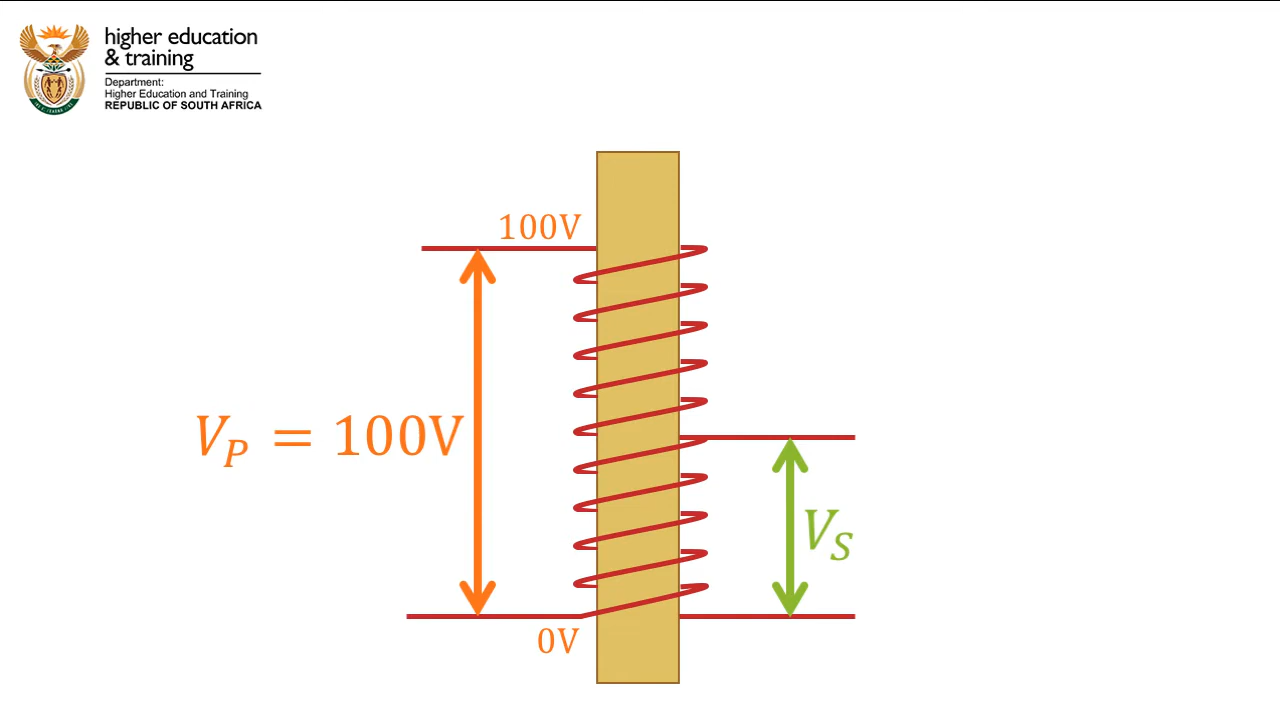 higher education
& training
Department:
Higher Education and Training
REPUBLIC OF SOUTH AFRICA
100V
V_P = 100V
V_S
0V